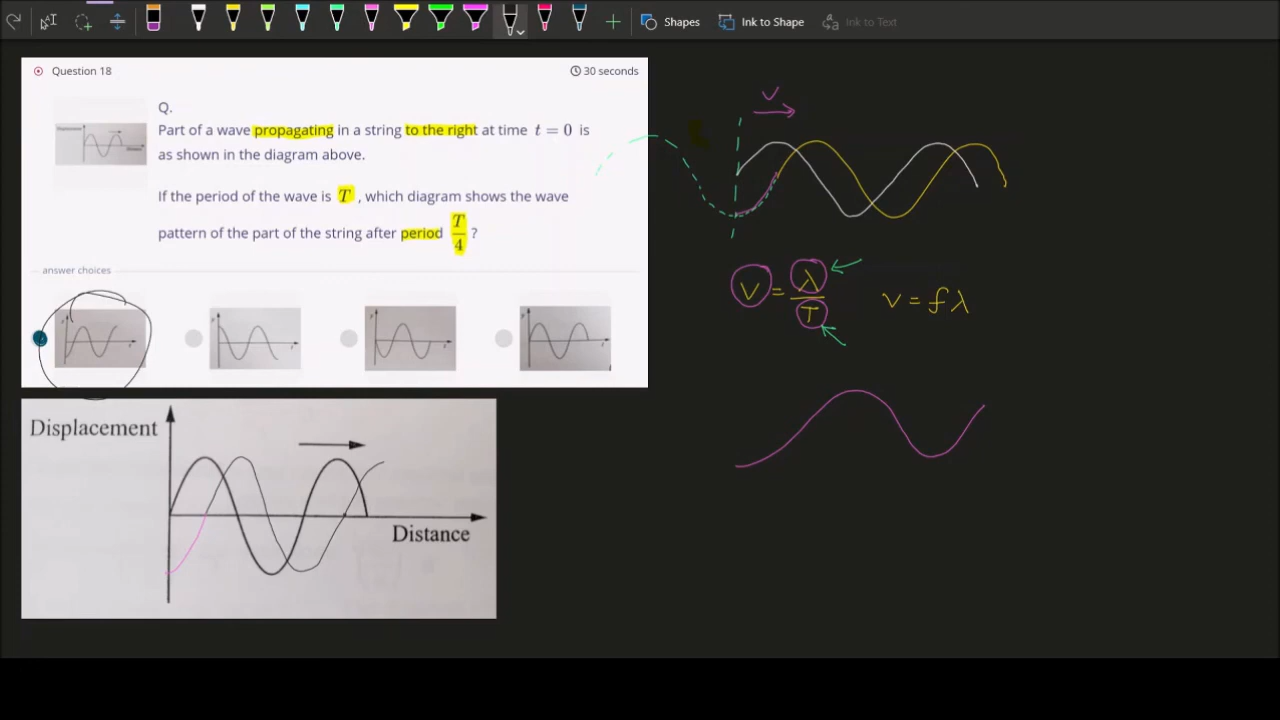 Shapes
Ink to Shape
Ink to Text
Question 18
30 seconds
Q.
Part of a wave propagating in a string to the right at time t = 0 is
as shown in the diagram above.
If the period of the wave is T , which diagram shows the wave
pattern of the part of the string after period T/4 ?
answer choices
Displacement
Distance
v
v = λ/T
v = fλ